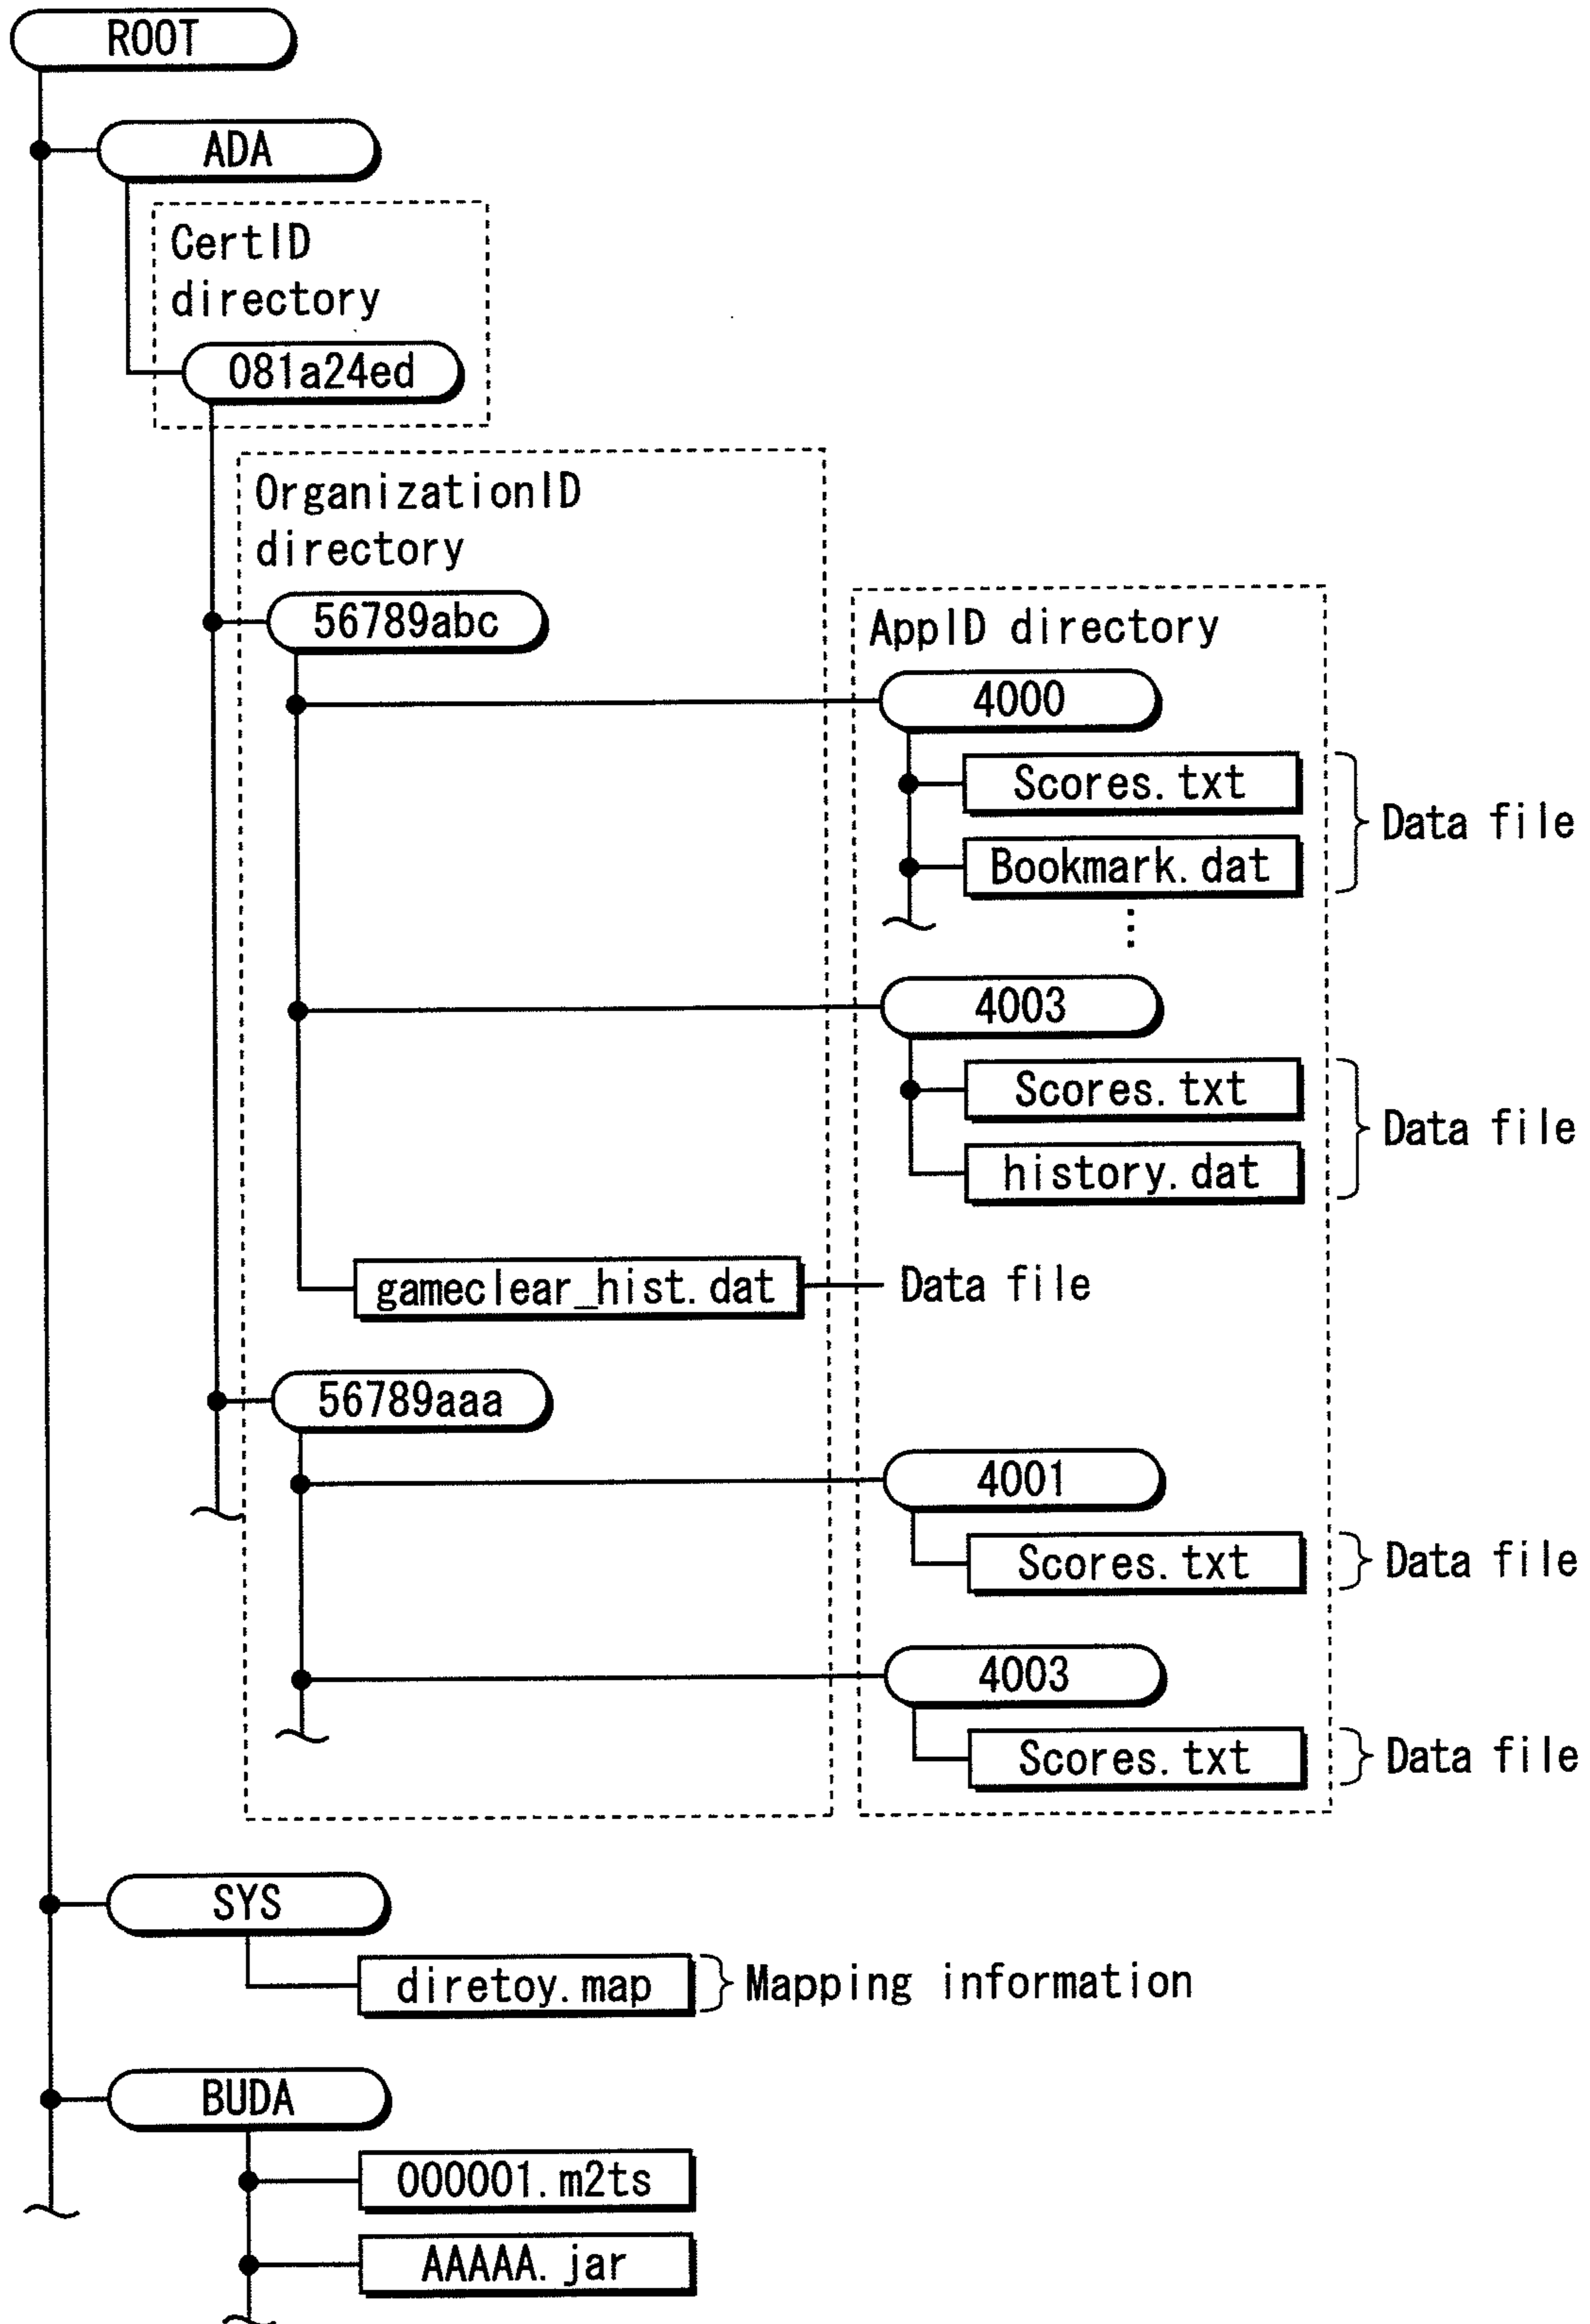 ROOT
ADA
CertID
directory
081a24ed
OrganizationID
directory
56789abc
AppID directory
4000
Scores.txt
Data file
Bookmark.dat
4003
Scores.txt
Data file
history.dat
gameclear_hist.dat
Data file
56789aaa
4001
Scores.txt
Data file
4003
Scores.txt
Data file
SYS
diretoy.map
Mapping information
BUDA
000001.m2ts
AAAAA.jar